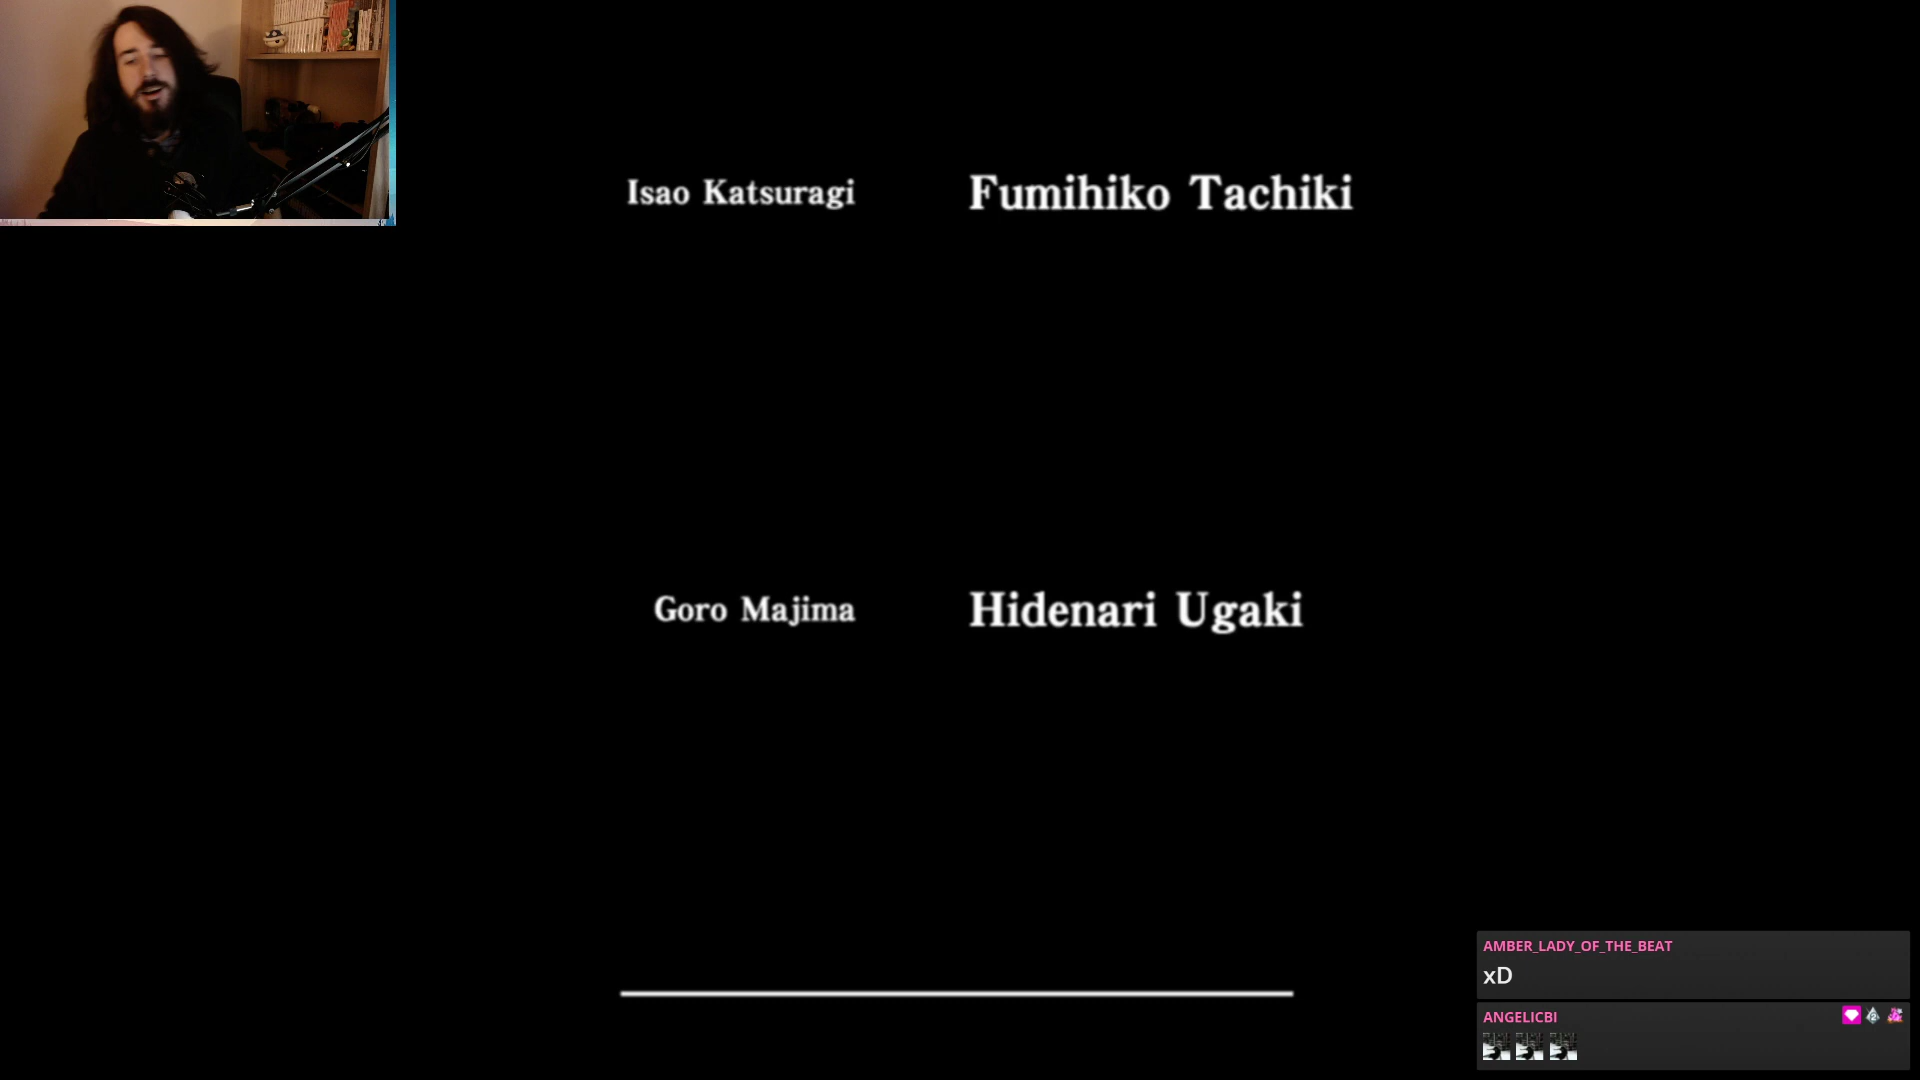 Isao Katsuragi Fumihiko Tachiki
Goro Majima Hidenari Ugaki
AMBER_LADY_OF_THE_BEAT
xD
ANGELICBI